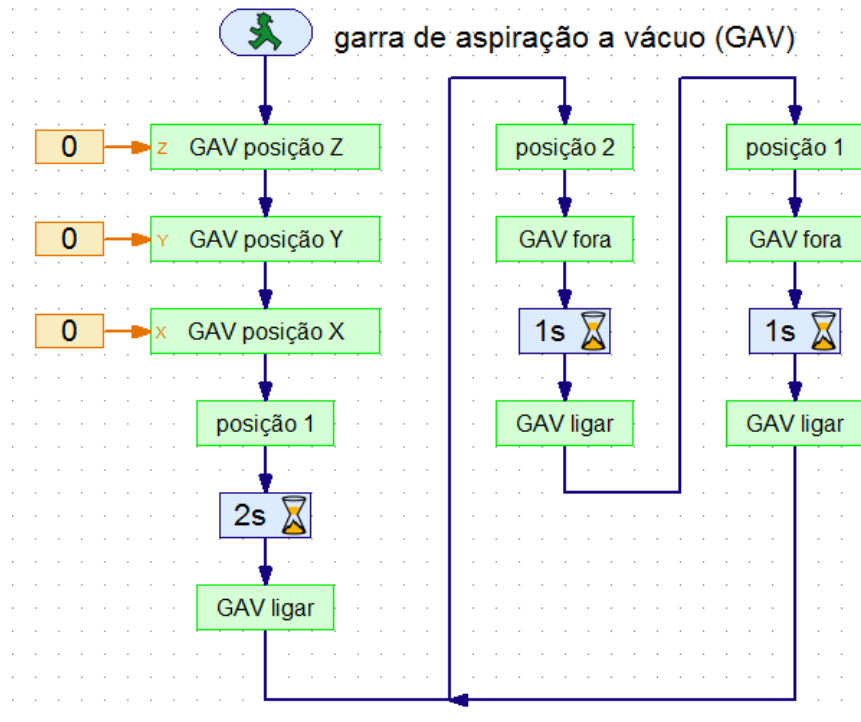 garra de aspiração a vácuo (GAV)
0
Z GAV posição Z
0
Y GAV posição Y
0
X GAV posição X
posição 1
2s
GAV ligar
posição 2
GAV fora
1s
GAV ligar
posição 1
GAV fora
1s
GAV ligar